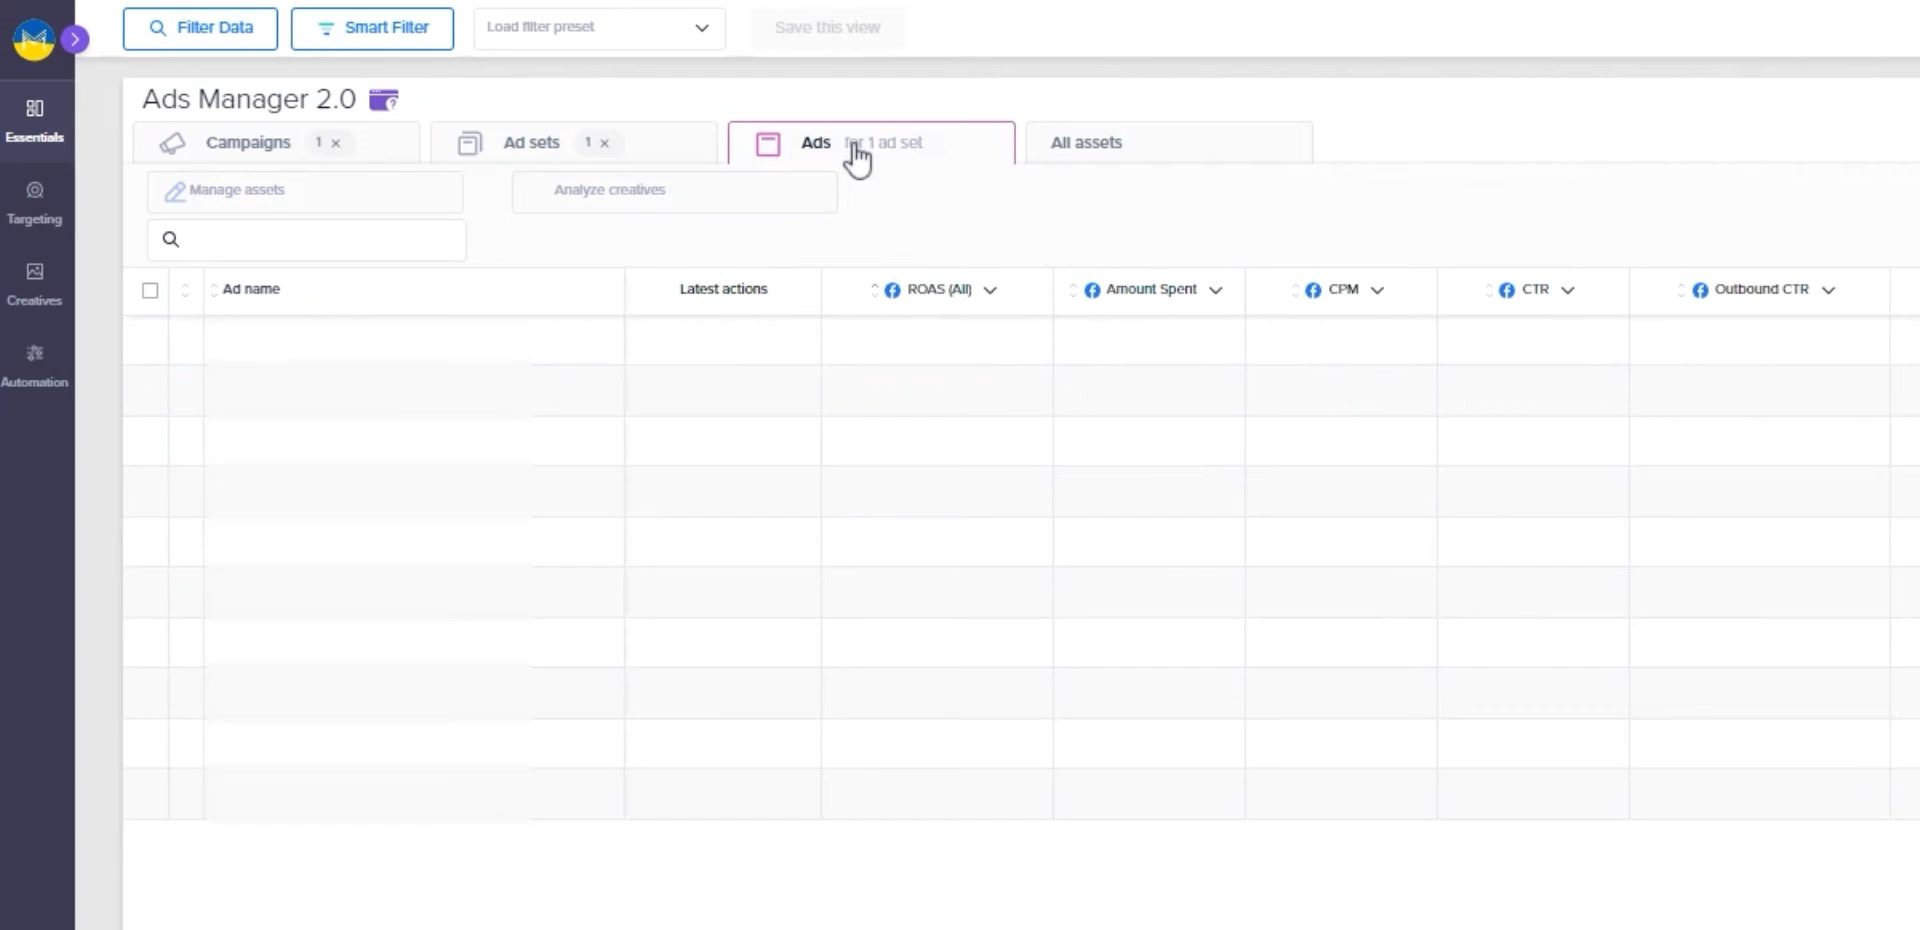 Filter Data
Smart Filter
Load filter preset
Save this view
Ads Manager 2.0
Essentials
Targeting
Creatives
Automation
Campaigns 1 ×
Ad sets 1 ×
Ads for 1 ad set
All assets
Manage assets
Analyze creatives
Ad name
Latest actions
ROAS (All)
Amount Spent
CPM
CTR
Outbound CTR